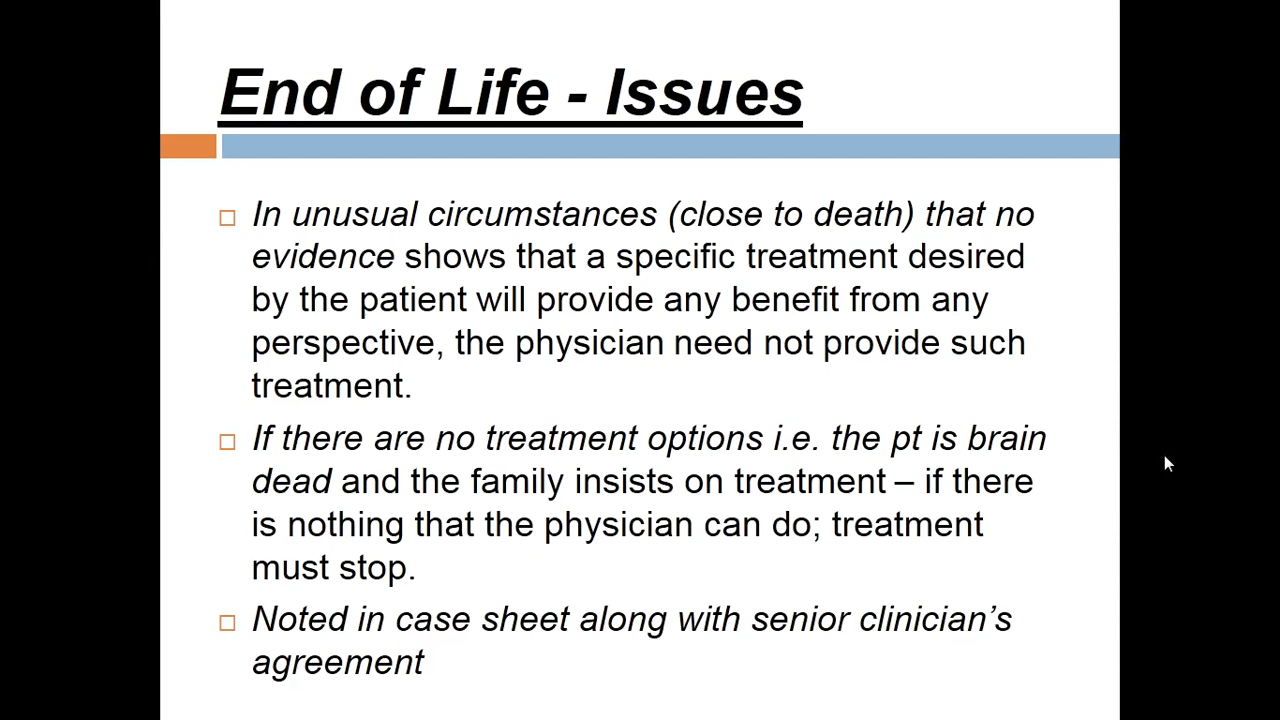 End of Life - Issues
In unusual circumstances (close to death) that no
evidence shows that a specific treatment desired
by the patient will provide any benefit from any
perspective, the physician need not provide such
treatment.
If there are no treatment options i.e. the pt is brain
dead and the family insists on treatment – if there
is nothing that the physician can do; treatment
must stop.
Noted in case sheet along with senior clinician’s
agreement